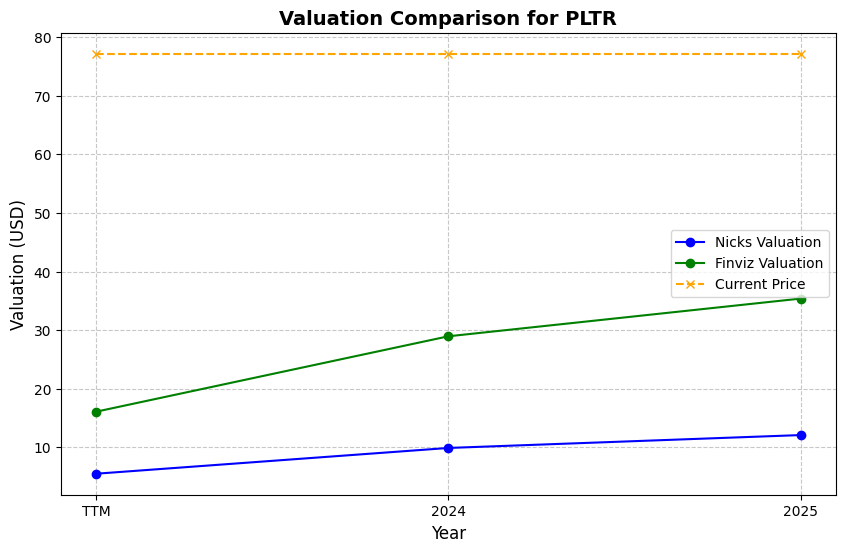 Valuation Comparison for PLTR
Valuation (USD)
80
70
60
50
40
30
20
10
Nicks Valuation
Finviz Valuation
Current Price
TTM
2024
2025
Year